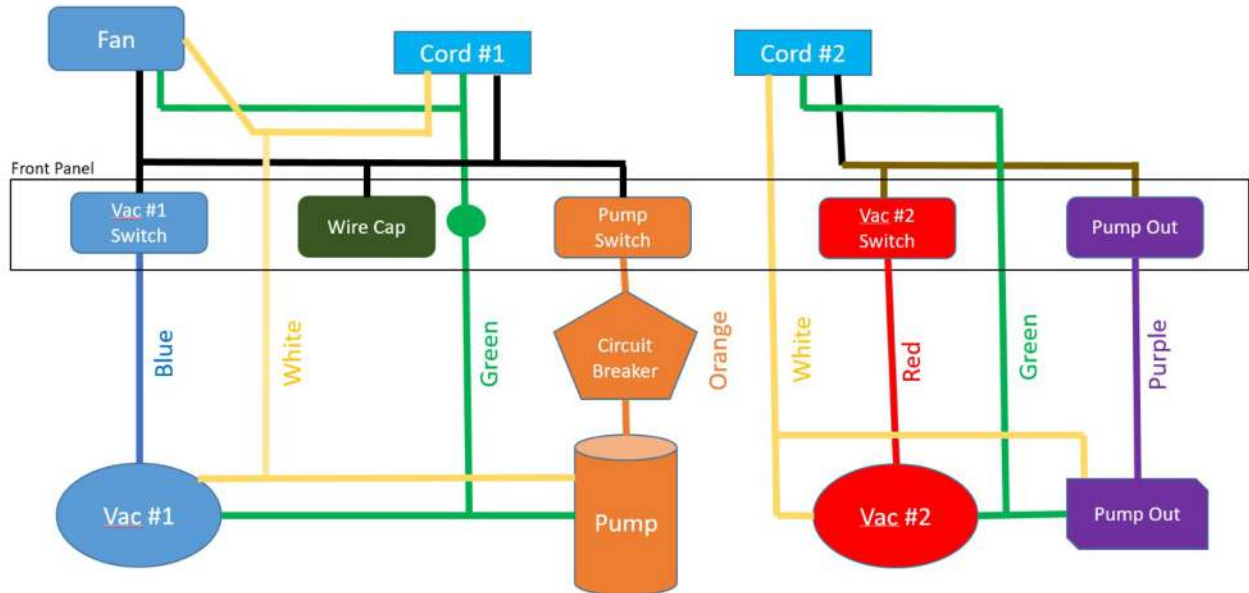 Fan
Cord #1
Cord #2
Front Panel
Vac #1
Switch
Wire Cap
Pump
Switch
Vac #2
Switch
Pump Out
Blue
White
Green
Circuit
Breaker
Orange
White
Red
Green
Purple
Vac #1
Pump
Vac #2
Pump Out